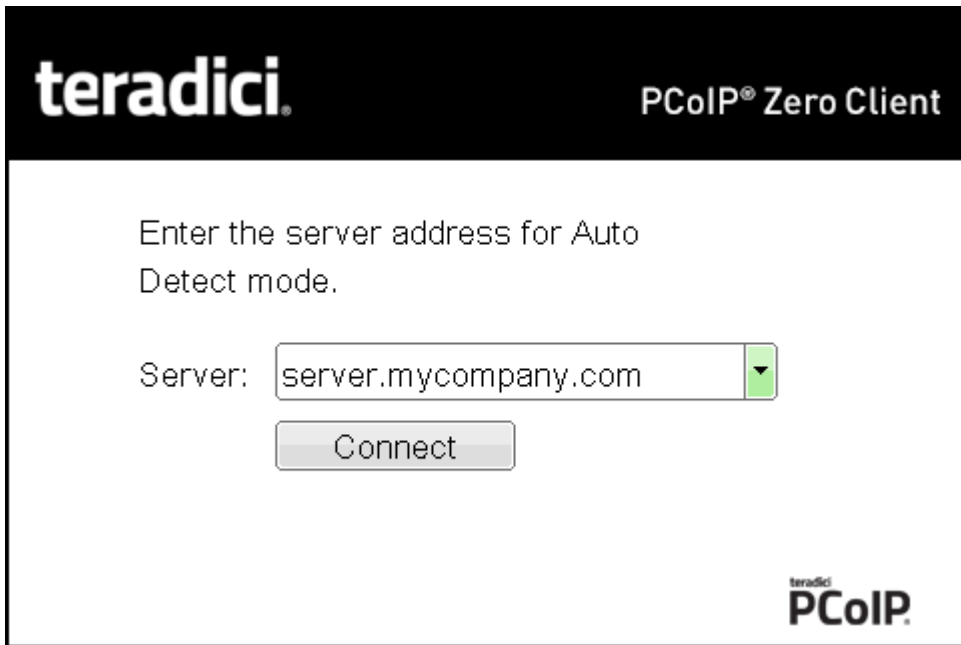 teradici.
PCoIP® Zero Client
Enter the server address for Auto
Detect mode.
Server: server.mycompany.com
Connect
teradici
PCoIP.